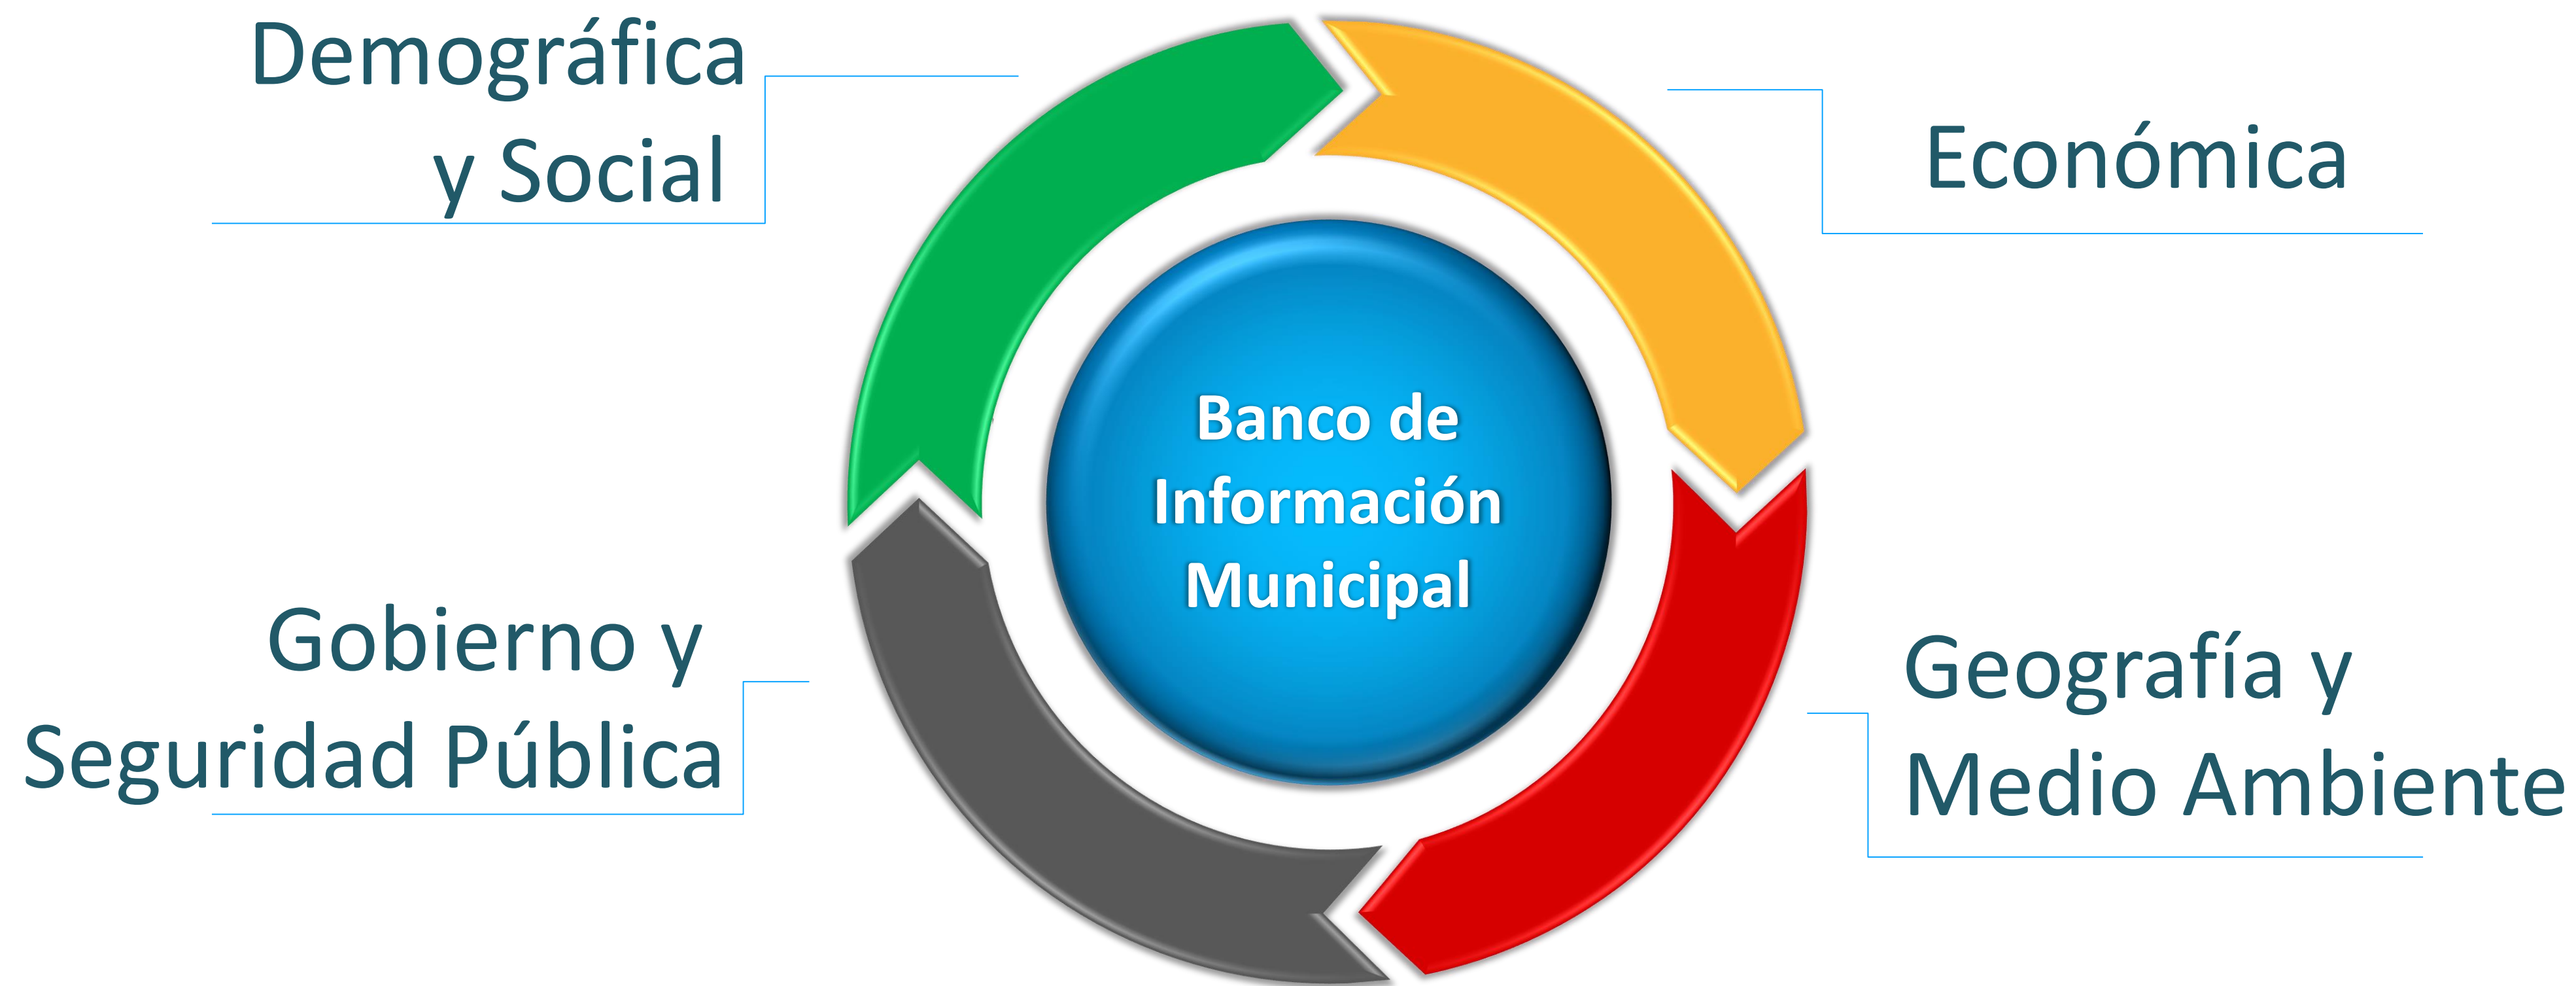 Demográfica
y Social
Económica
Banco de
Información
Municipal
Gobierno y
Seguridad Pública
Geografía y
Medio Ambiente